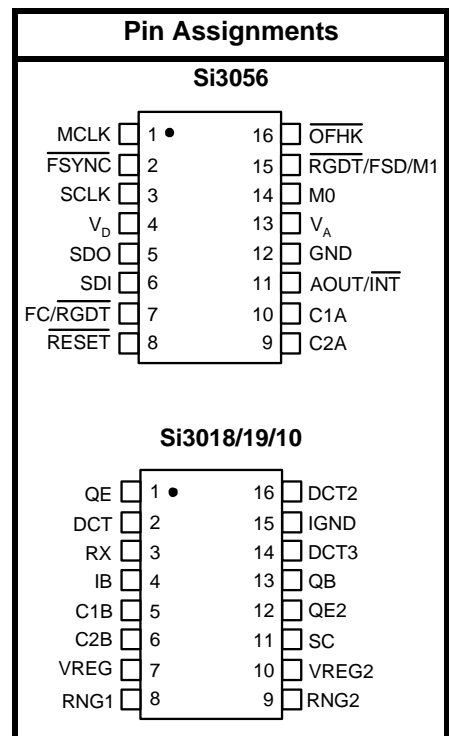 Pin Assignments
Si3056
MCLK 1 16 OFHK
FSYNC 2 15 RGDT/FSD/M1
SCLK 3 14 M0
VD 4 13 VA
SDO 5 12 GND
SDI 6 11 AOUT/INT
FC/RGDT 7 10 C1A
RESET 8 9 C2A
Si3018/19/10
QE 1 16 DCT2
DCT 2 15 IGND
RX 3 14 DCT3
IB 4 13 QB
C1B 5 12 QE2
C2B 6 11 SC
VREG 7 10 VREG2
RNG1 8 9 RNG2